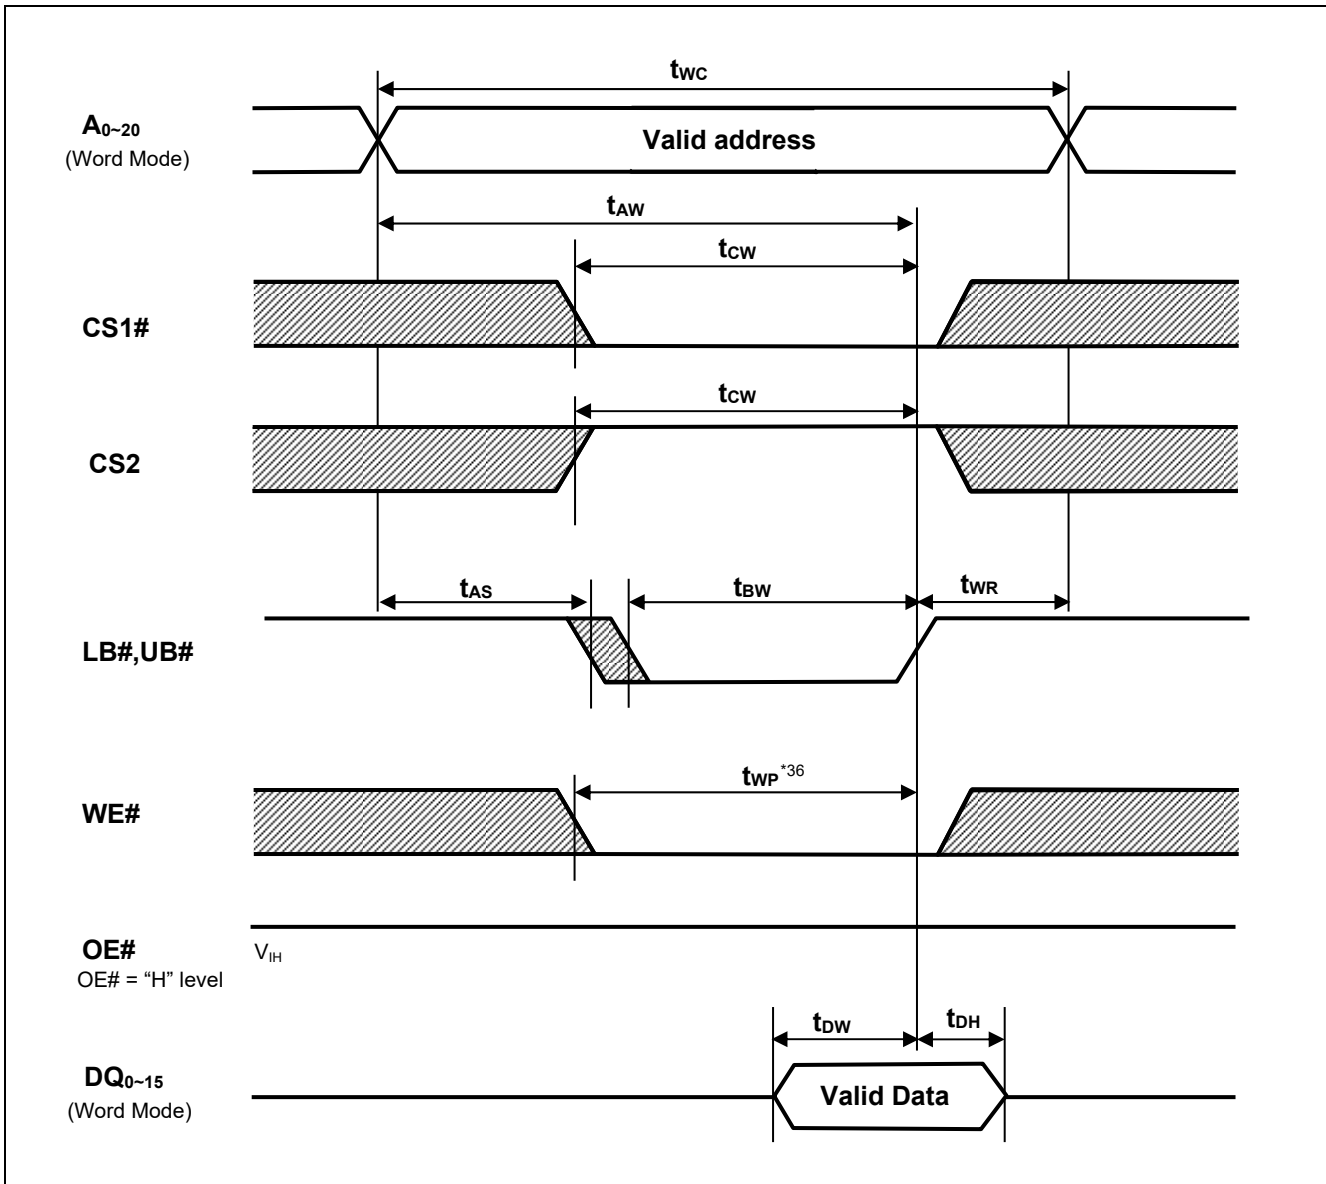 tWC
A0~20
(Word Mode)
Valid address
tAW
tCW
CS1#
tCW
CS2
tAS
tBW
tWR
LB#,UB#
tWP*36
WE#
OE#
VIH
OE# = “H” level
tDW
tDH
DQ0~15
(Word Mode)
Valid Data